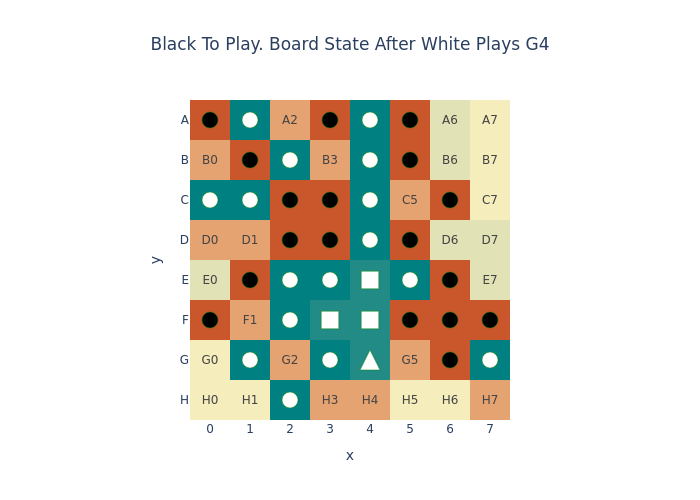 Black To Play. Board State After White Plays G4
A A2 A6 A7
B B0 B3 B6 B7
C C5 C7
D D0 D1 D6 D7
E E0 E7
F F1
G G0 G2 G5
H H0 H1 H3 H4 H5 H6 H7
0 1 2 3 4 5 6 7
x
y